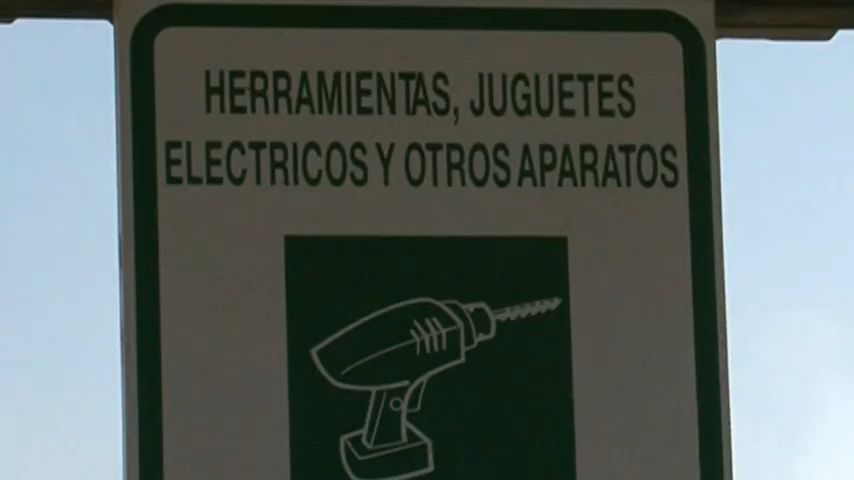 HERRAMIENTAS, JUGUETES
ELECTRICOS Y OTROS APARATOS